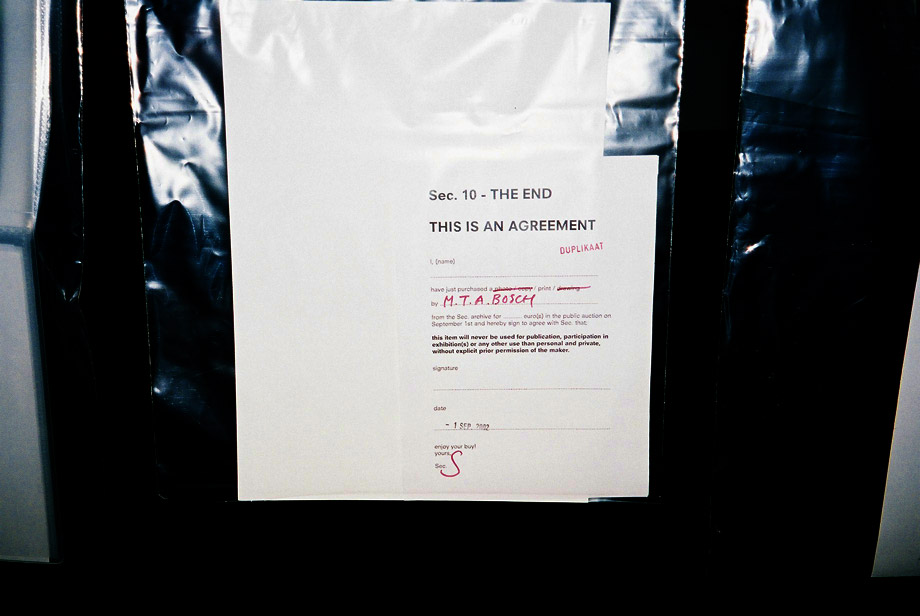 Sec. 10 - THE END
THIS IS AN AGREEMENT
DUPLIKAAT
I, (name)
have just purchased a photo / copy / print / drawing
by M.T.A. BOSCH
from the Sec. archive for ........ euro(s) in the public auction on
September 1st and hereby sign to agree with Sec. that:
this item will never be used for publication, participation in
exhibition(s) or any other use than personal and private,
without explicit prior permission of the maker.
signature
date
- 1 SEP. 2002
enjoy your buy!
yours,
Sec. S